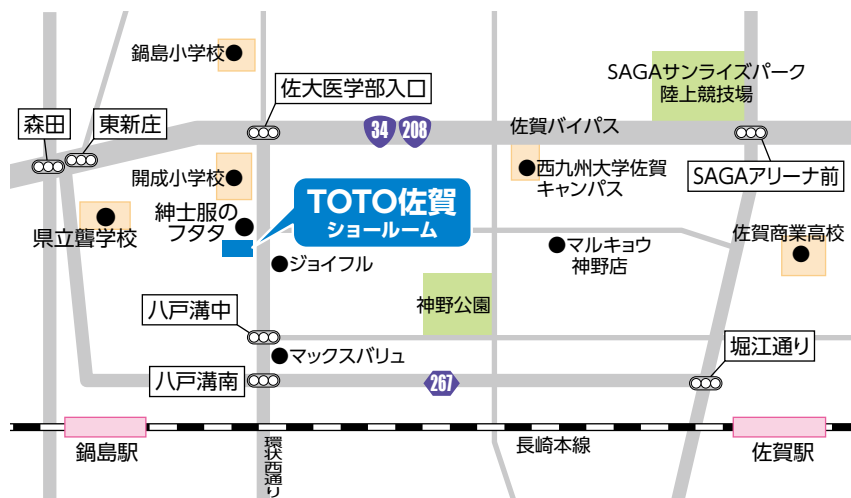 鍋島小学校
SAGAサンライズパーク
陸上競技場
佐大医学部入口
森田
東新庄
34
208
佐賀バイパス
開成小学校
西九州大学佐賀
キャンパス
SAGAアリーナ前
TOTO佐賀
ショールーム
紳士服の
フタタ
県立聾学校
佐賀商業高校
マルキョウ
神野店
ジョイフル
神野公園
八戸溝中
マックスバリュ
堀江通り
八戸溝南
267
鍋島駅
環状西通り
長崎本線
佐賀駅